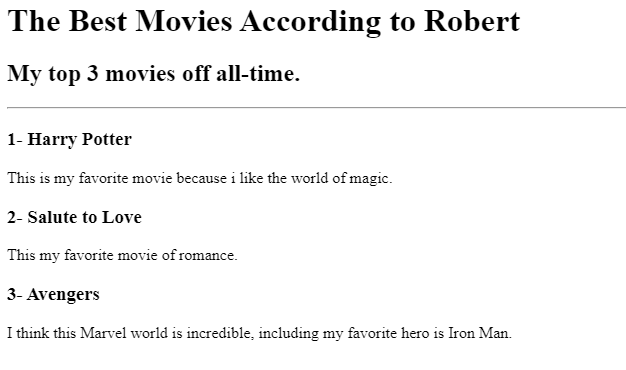 The Best Movies According to Robert
My top 3 movies off all-time.
1- Harry Potter
This is my favorite movie because i like the world of magic.
2- Salute to Love
This my favorite movie of romance.
3- Avengers
I think this Marvel world is incredible, including my favorite hero is Iron Man.